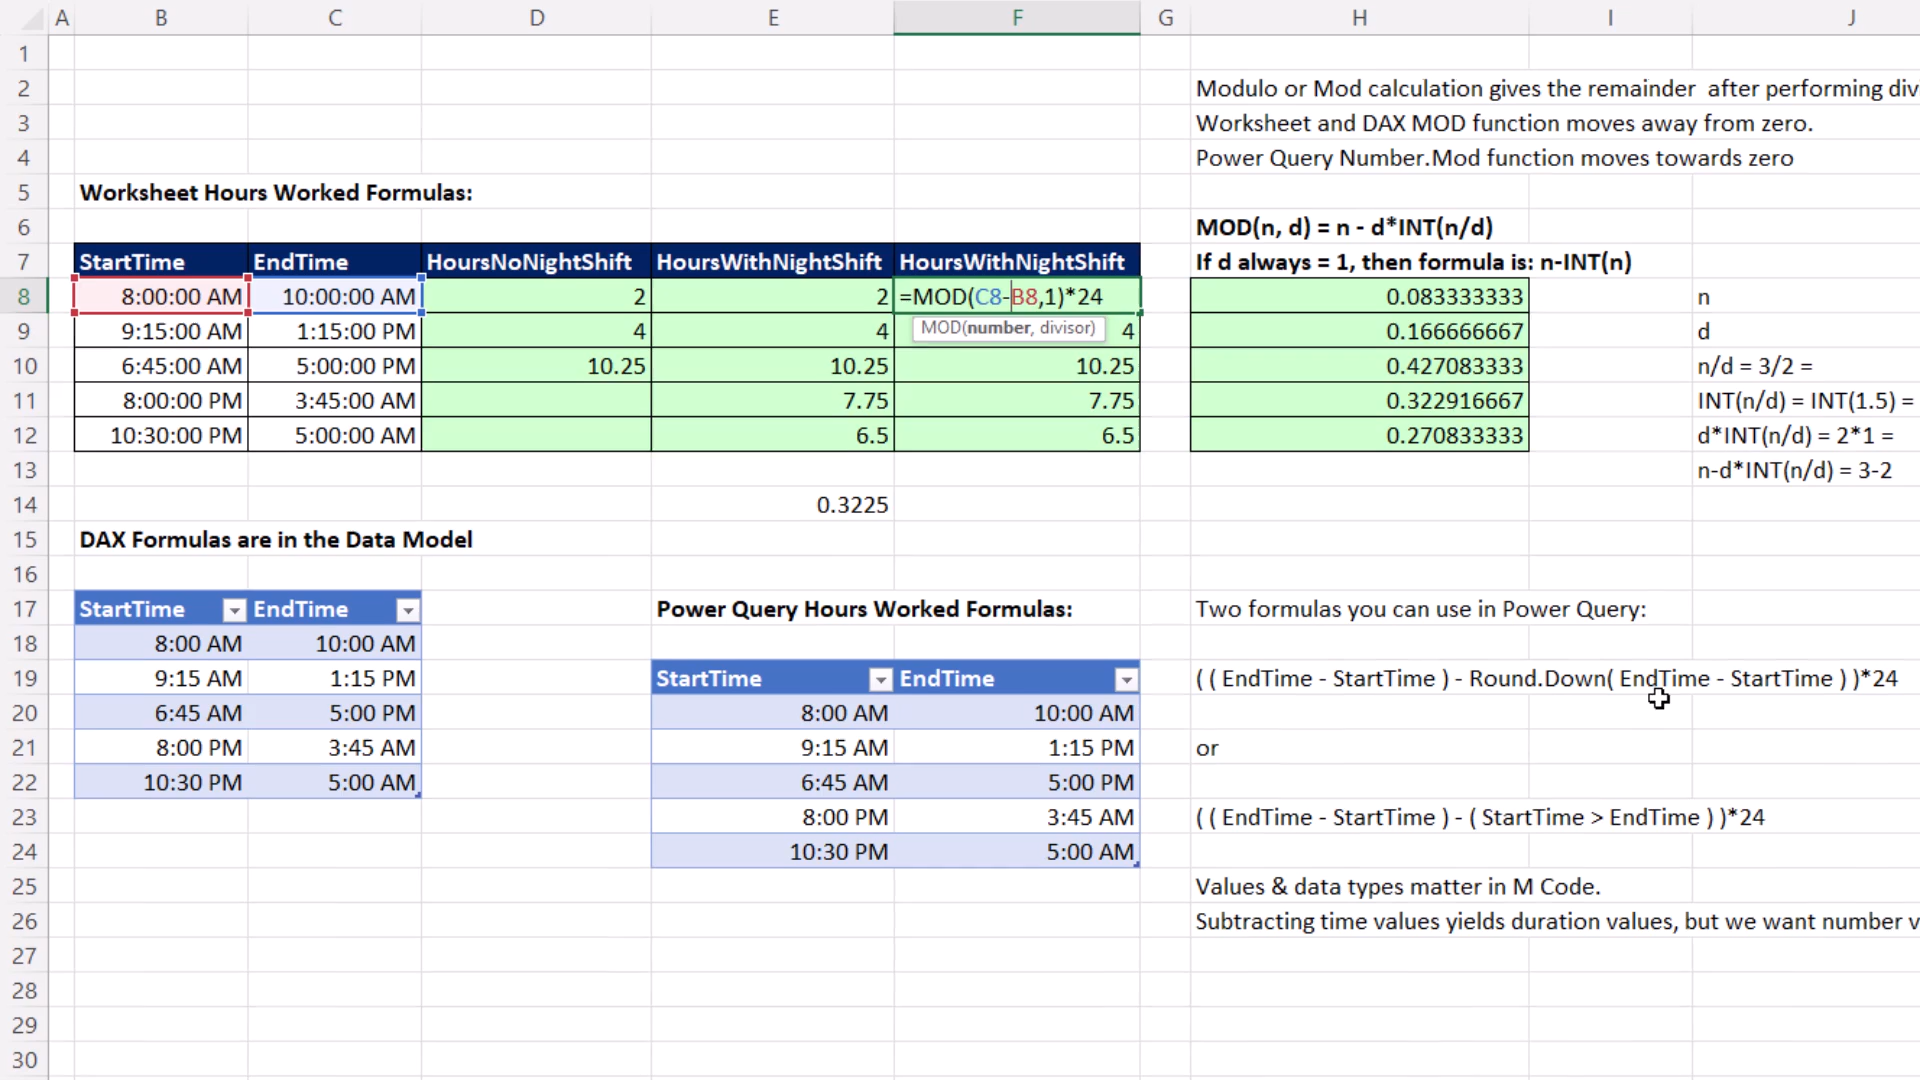 A B C D E F G H I J
1
2 Modulo or Mod calculation gives the remainder after performing div
3 Worksheet and DAX MOD function moves away from zero.
4 Power Query Number.Mod function moves towards zero
5 Worksheet Hours Worked Formulas:
6 MOD(n, d) = n - d*INT(n/d)
7 StartTime EndTime HoursNoNightShift HoursWithNightShift HoursWithNightShift If d always = 1, then formula is: n-INT(n)
8 8:00:00 AM 10:00:00 AM 2 2 =MOD(C8-B8,1)*24 0.083333333 n
9 9:15:00 AM 1:15:00 PM 4 4 MOD(number, divisor) 4 0.166666667 d
10 6:45:00 AM 5:00:00 PM 10.25 10.25 10.25 0.427083333 n/d = 3/2 =
11 8:00:00 PM 3:45:00 AM 7.75 7.75 0.322916667 INT(n/d) = INT(1.5) =
12 10:30:00 PM 5:00:00 AM 6.5 6.5 0.270833333 d*INT(n/d) = 2*1 =
13 n-d*INT(n/d) = 3-2
14 0.3225
15 DAX Formulas are in the Data Model
16
17 StartTime EndTime Power Query Hours Worked Formulas: Two formulas you can use in Power Query:
18 8:00 AM 10:00 AM
19 9:15 AM 1:15 PM StartTime EndTime ( ( EndTime - StartTime ) - Round.Down( EndTime - StartTime ) )*24
20 6:45 AM 5:00 PM 8:00 AM 10:00 AM
21 8:00 PM 3:45 AM 9:15 AM 1:15 PM or
22 10:30 PM 5:00 AM 6:45 AM 5:00 PM
23 8:00 PM 3:45 AM ( ( EndTime - StartTime ) - ( StartTime > EndTime ) )*24
24 10:30 PM 5:00 AM
25 Values & data types matter in M Code.
26 Subtracting time values yields duration values, but we want number v
27
28
29
30